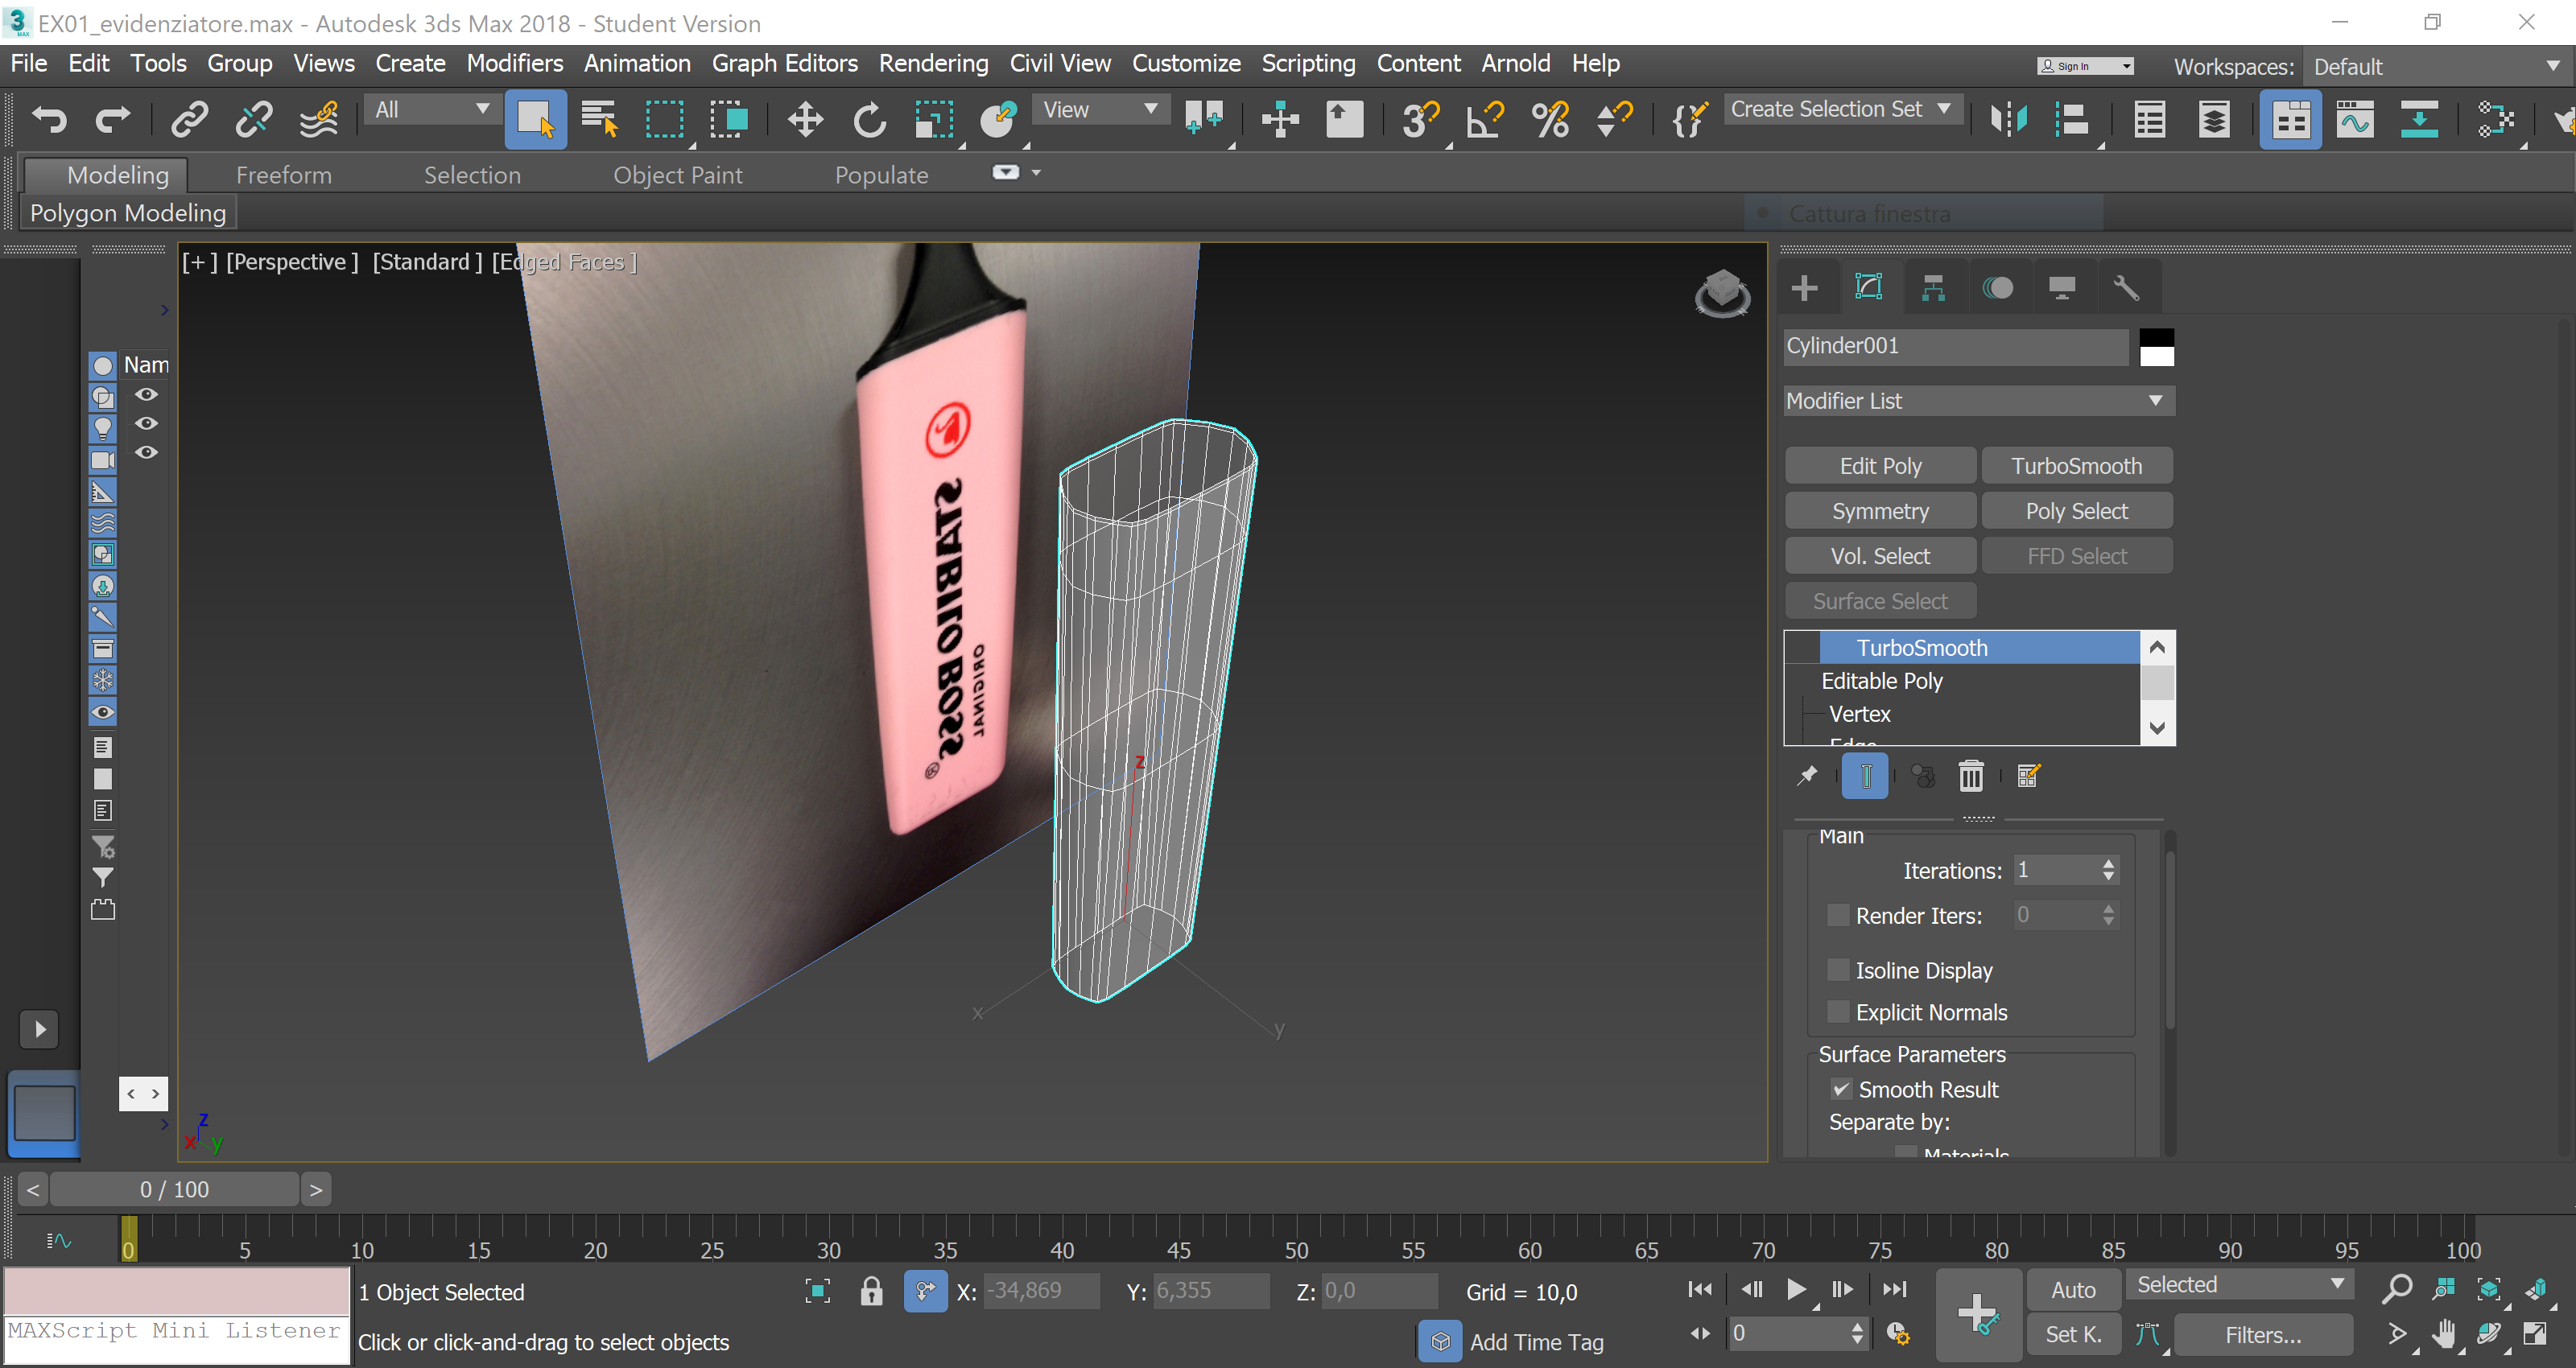 EX01_evidenziatore.max - Autodesk 3ds Max 2018 - Student Version
File Edit Tools Group Views Create Modifiers Animation Graph Editors Rendering Civil View Customize Scripting Content Arnold Help
Sign In
Workspaces: Default
All
View
Create Selection Set
Modeling Freeform Selection Object Paint Populate
Polygon Modeling
Cattura finestra
[+] [Perspective] [Standard] [Edged Faces]
Nam
STABILO BOSS
ORIGINAL
®
z
x
y
z
x
y
Cylinder001
Modifier List
Edit Poly TurboSmooth
Symmetry Poly Select
Vol. Select FFD Select
Surface Select
TurboSmooth
Editable Poly
Vertex
Edge
Main
Iterations: 1
Render Iters: 0
Isoline Display
Explicit Normals
Surface Parameters
Smooth Result
Separate by:
Materials
< 0 / 100 >
0 5 10 15 20 25 30 35 40 45 50 55 60 65 70 75 80 85 90 95 100
1 Object Selected
X: -34,869 Y: 6,355 Z: 0,0 Grid = 10,0
Auto Selected
MAXScript Mini Listener
Click or click-and-drag to select objects
Add Time Tag
0
Set K. Filters...